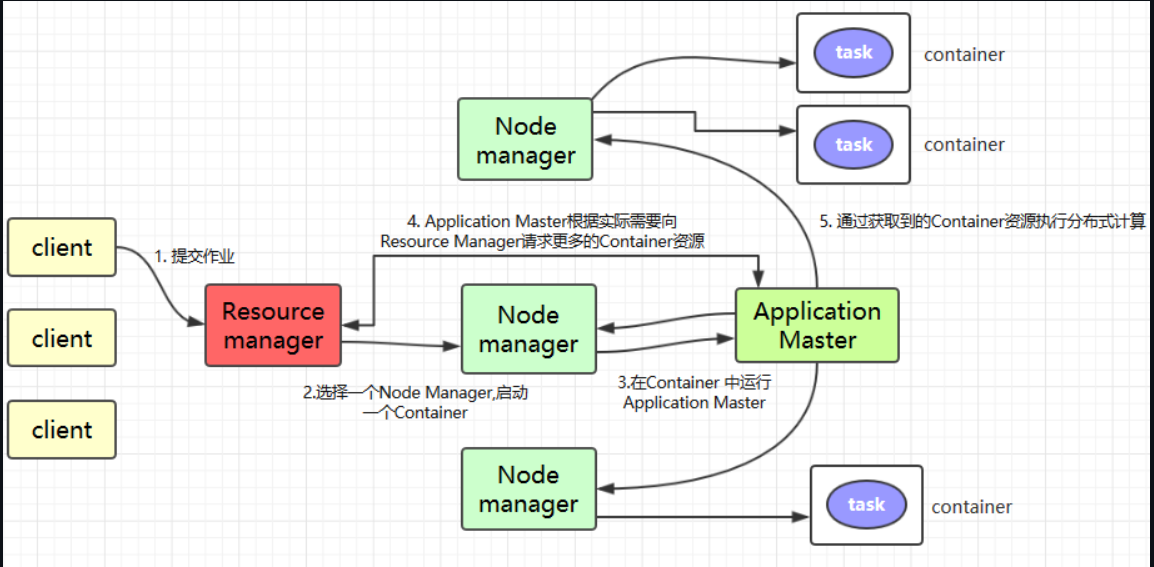 task
container
Node
manager
task
container
client
1. 提交作业
4. Application Master根据实际需要向
Resource Manager请求更多的Container资源
5. 通过获取到的Container资源执行分布式计算
Resource
manager
Node
manager
Application
Master
client
2.选择一个Node Manager,启动
一个Container
3.在Container 中运行
Application Master
client
Node
manager
task
container